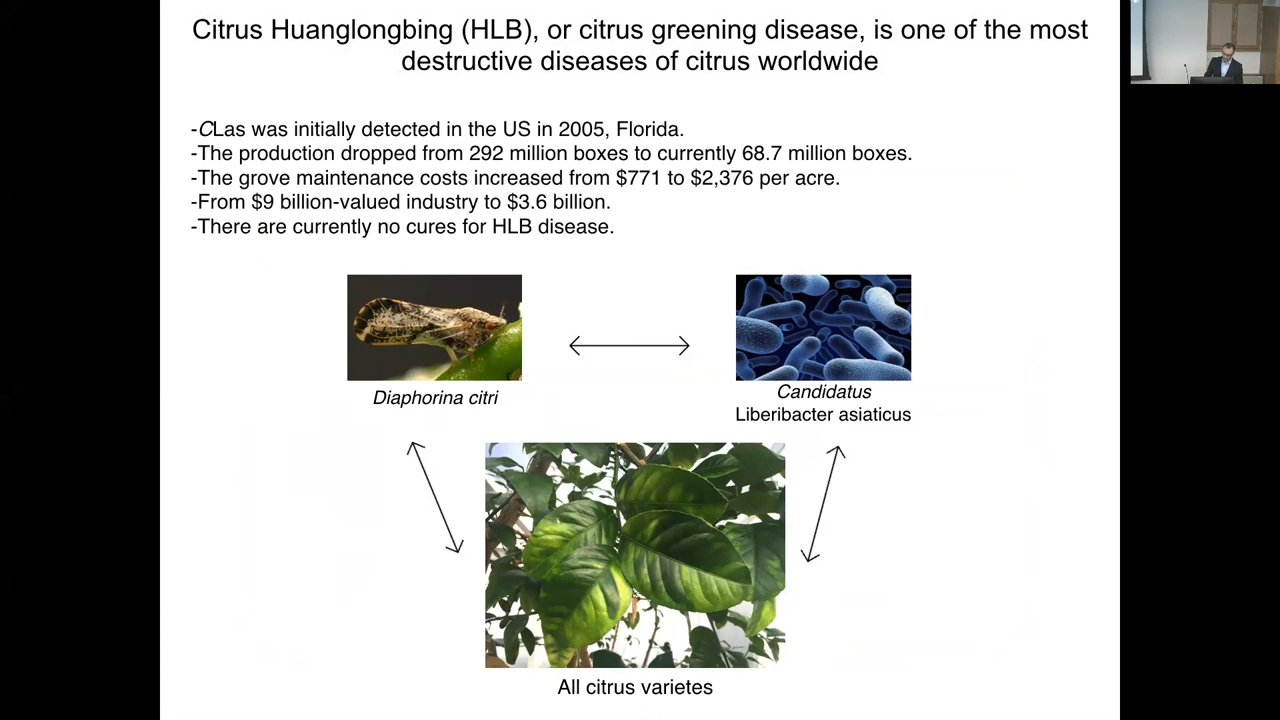 Citrus Huanglongbing (HLB), or citrus greening disease, is one of the most
destructive diseases of citrus worldwide
-CLas was initially detected in the US in 2005, Florida.
-The production dropped from 292 million boxes to currently 68.7 million boxes.
-The grove maintenance costs increased from $771 to $2,376 per acre.
-From $9 billion-valued industry to $3.6 billion.
-There are currently no cures for HLB disease.
Diaphorina citri
Candidatus
Liberibacter asiaticus
All citrus varietes